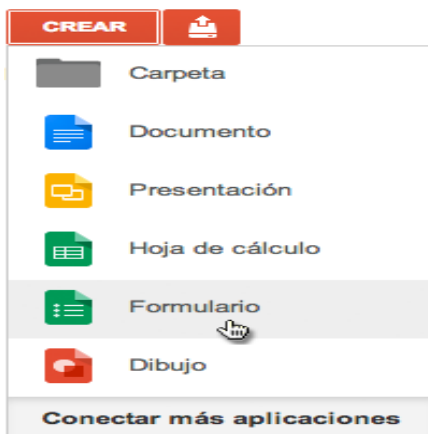 CREAR
Carpeta
Documento
Presentación
Hoja de cálculo
Formulario
Dibujo
Conectar más aplicaciones